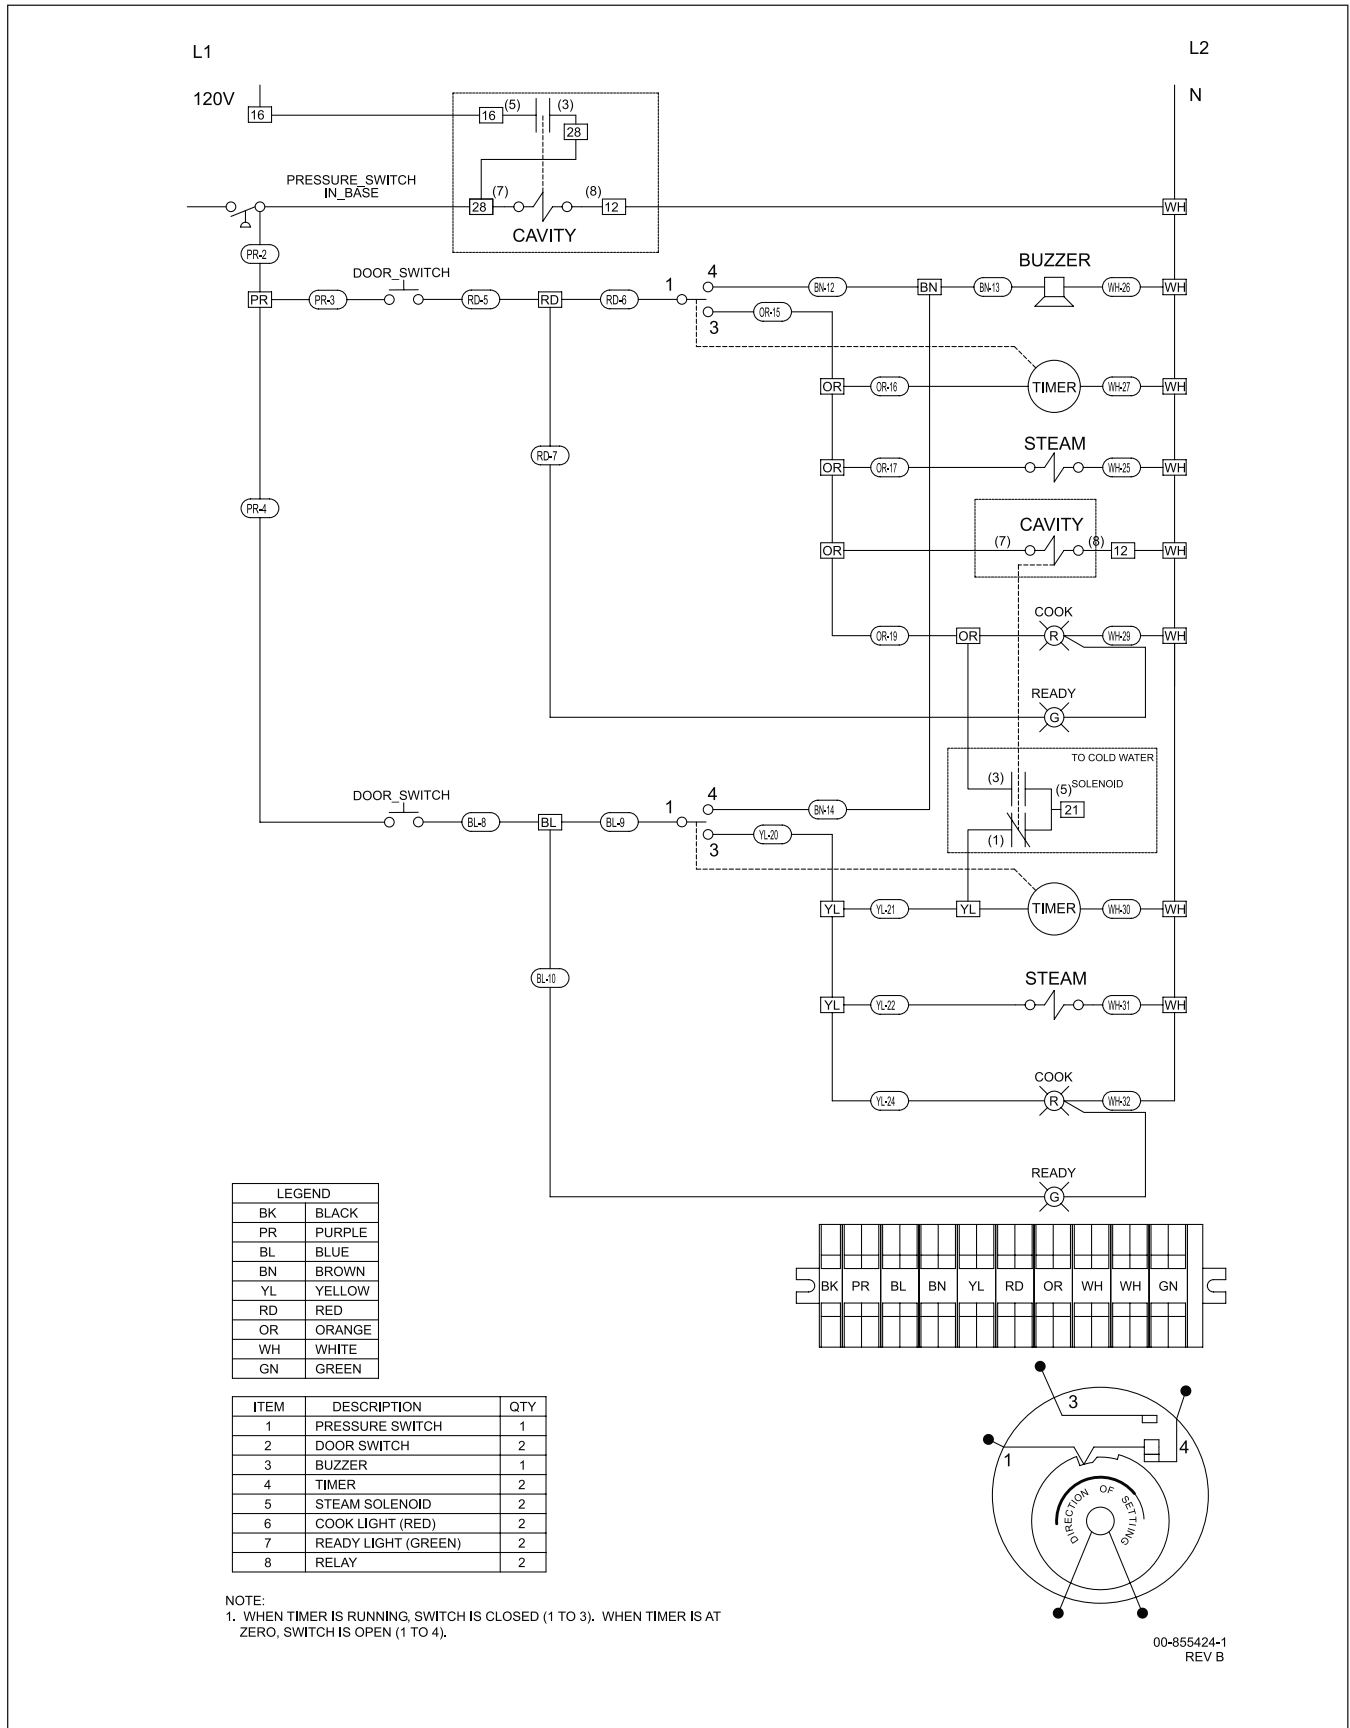 L1
L2
120V
N
16
16
(5)
(3)
28
PRESSURE_SWITCH
IN_BASE
28
(7)
(8)
12
WH
CAVITY
PR-2
BUZZER
DOOR_SWITCH
4
BN-12
BN
BN-13
WH-26
WH
PR
PR-3
RD-5
RD
RD-6
1
OR-15
3
OR
OR-16
TIMER
WH-27
WH
STEAM
RD-7
OR
OR-17
WH-25
WH
PR-4
CAVITY
OR
(7)
(8)
12
WH
COOK
OR-19
OR
R
WH-29
WH
READY
G
TO COLD WATER
SOLENOID
(3)
(5)
21
(1)
DOOR_SWITCH
4
BN-14
BL-8
BL
BL-9
1
YL-20
3
YL
YL-21
YL
TIMER
WH-30
WH
BL-10
STEAM
YL
YL-22
WH-31
WH
COOK
YL-24
R
WH-32
READY
G
LEGEND
BK BLACK
PR PURPLE
BL BLUE
BN BROWN
YL YELLOW
RD RED
OR ORANGE
WH WHITE
GN GREEN
BK PR BL BN YL RD OR WH WH GN
ITEM DESCRIPTION QTY
1 PRESSURE SWITCH 1
2 DOOR SWITCH 2
3 BUZZER 1
4 TIMER 2
5 STEAM SOLENOID 2
6 COOK LIGHT (RED) 2
7 READY LIGHT (GREEN) 2
8 RELAY 2
3
1
4
DIRECTION OF SETTING
NOTE:
1. WHEN TIMER IS RUNNING, SWITCH IS CLOSED (1 TO 3). WHEN TIMER IS AT
ZERO, SWITCH IS OPEN (1 TO 4).
00-855424-1
REV B